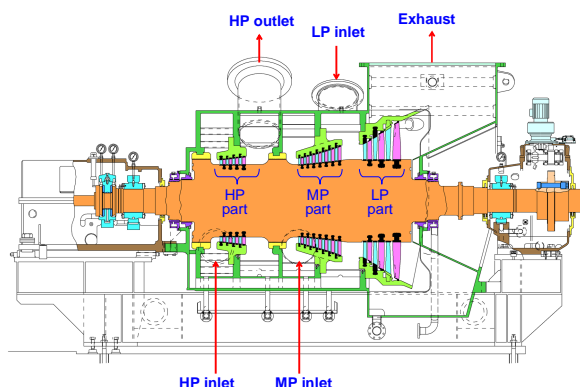 HP outlet
LP inlet
Exhaust
HP
part
MP
part
LP
part
HP inlet
MP inlet